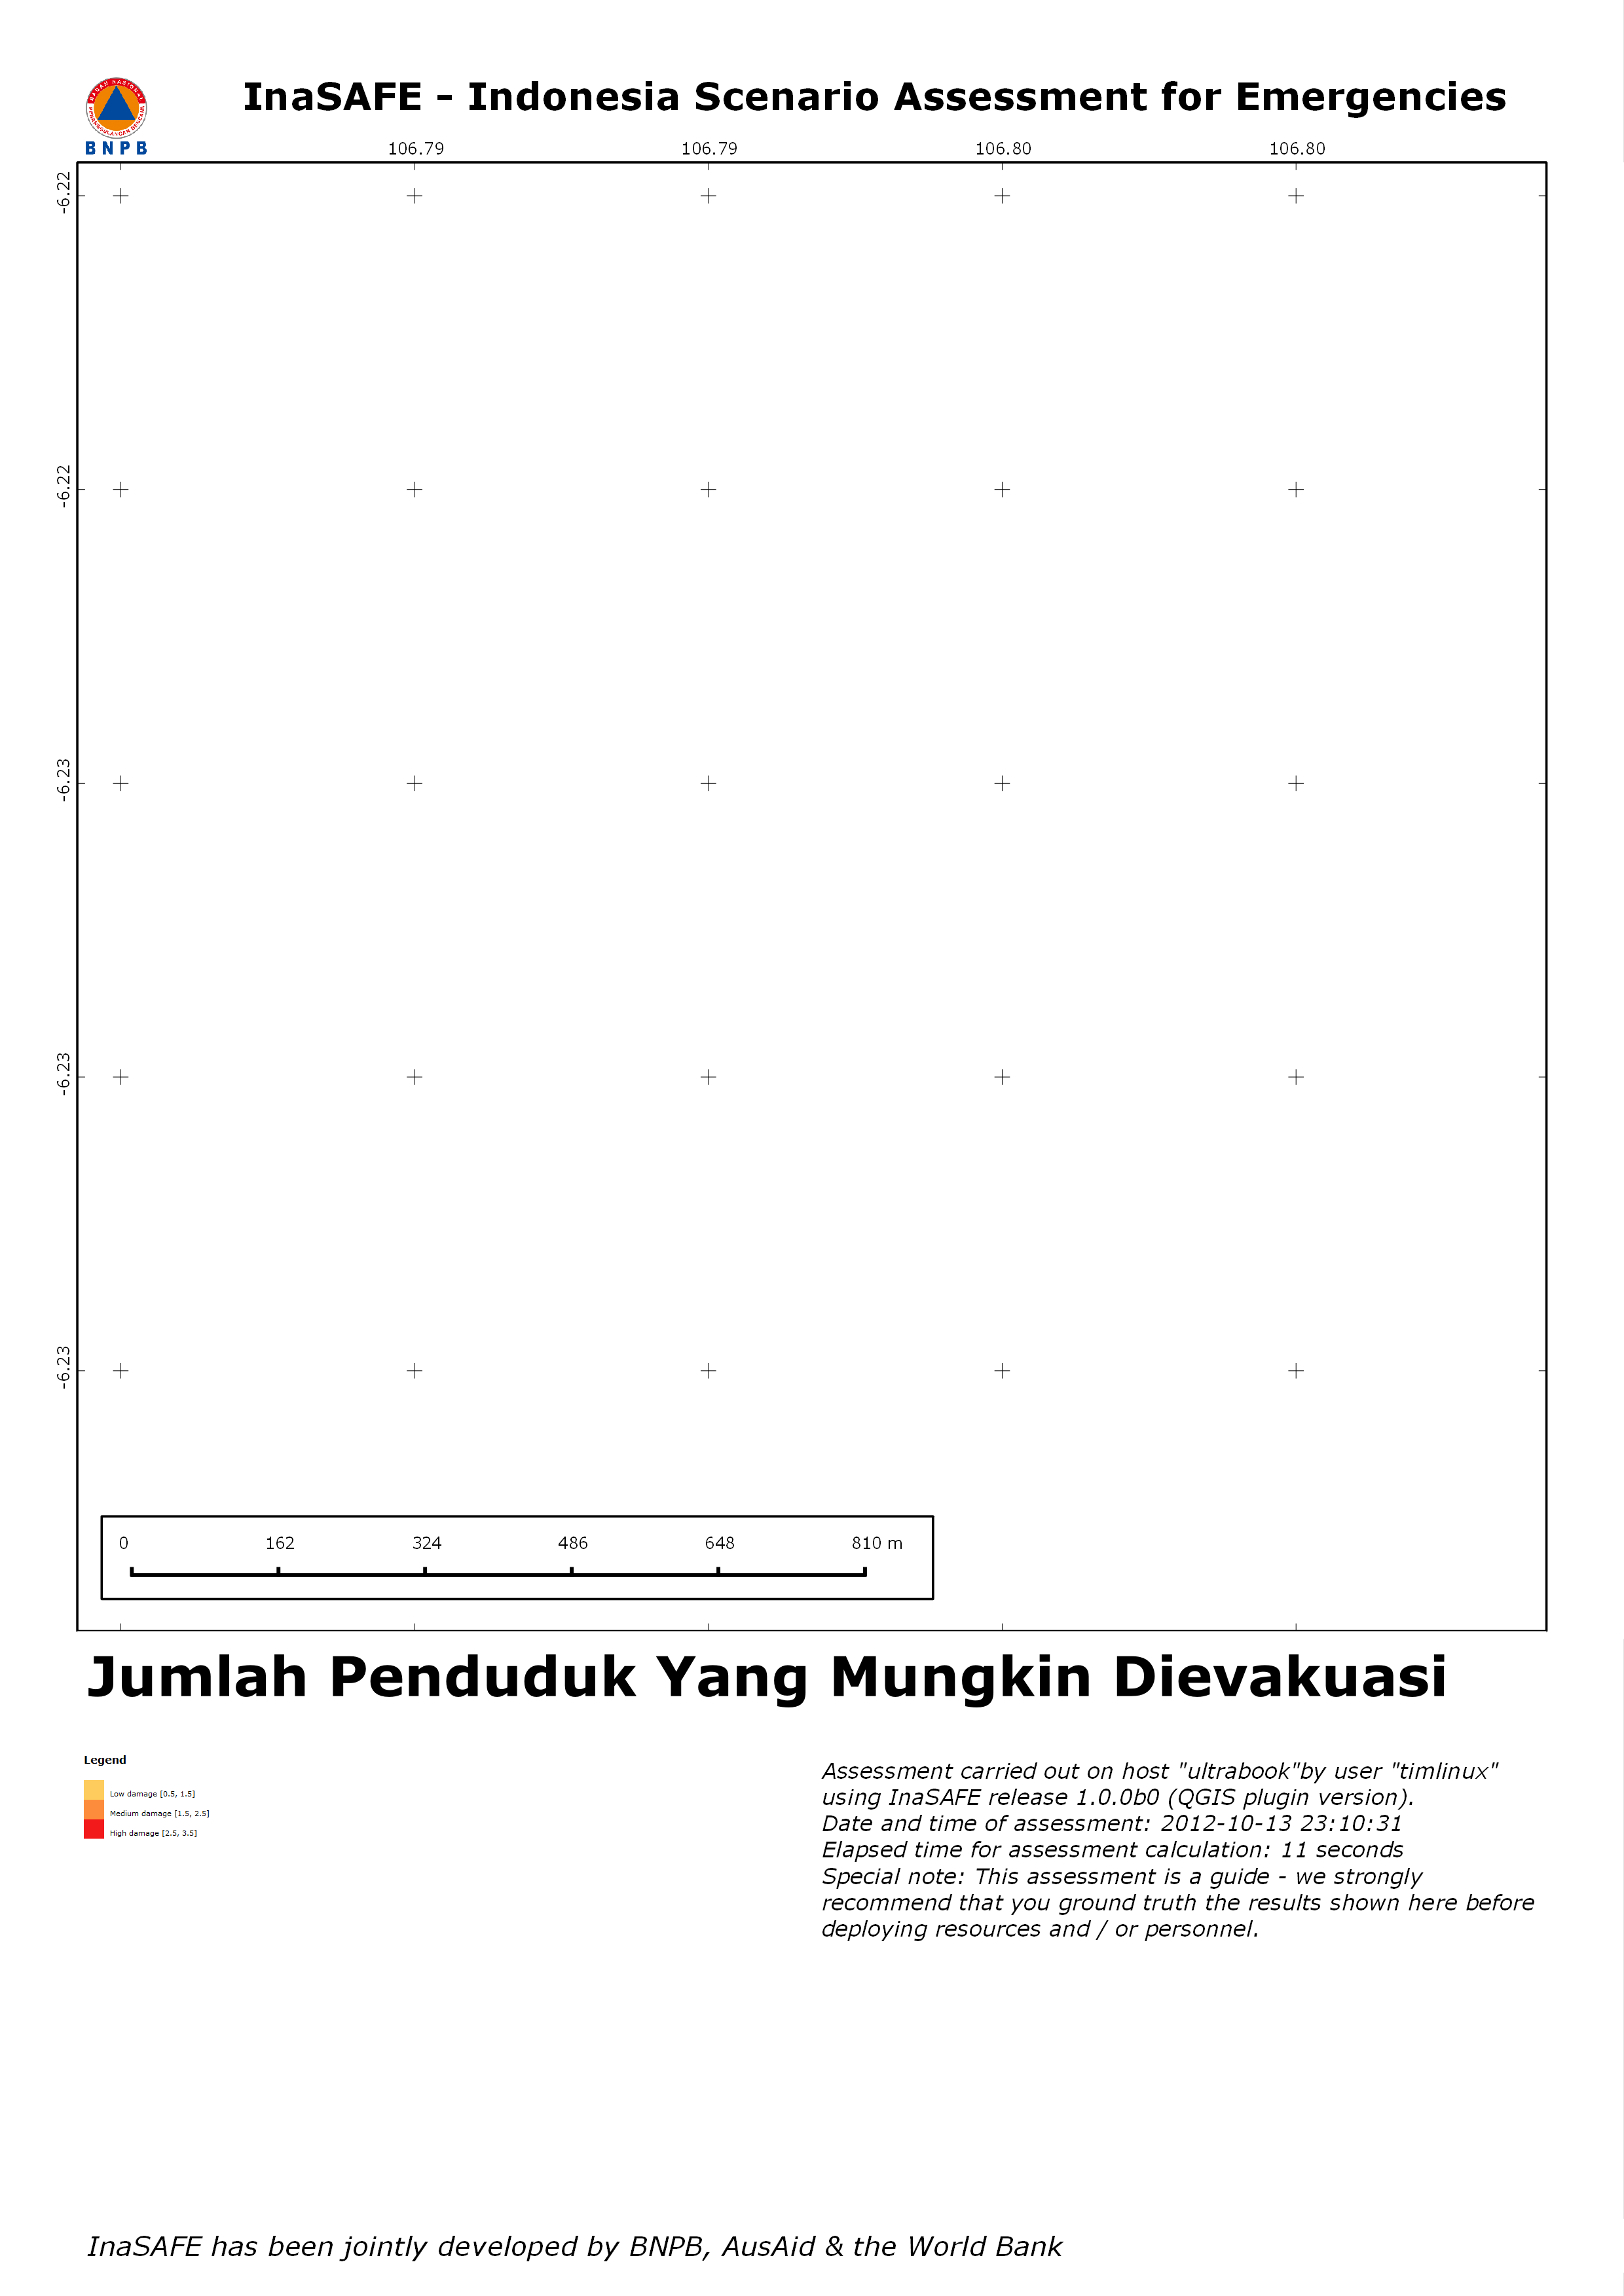 InaSAFE - Indonesia Scenario Assessment for Emergencies
BADAN NASIONAL
PENANGGULANGAN BENCANA
BNPB
106.79 106.79 106.80 106.80
-6.22
-6.22
-6.23
-6.23
-6.23
0 162 324 486 648 810 m
Jumlah Penduduk Yang Mungkin Dievakuasi
Legend
Low damage [0.5, 1.5]
Medium damage [1.5, 2.5]
High damage [2.5, 3.5]
Assessment carried out on host "ultrabook"by user "timlinux"
using InaSAFE release 1.0.0b0 (QGIS plugin version).
Date and time of assessment: 2012-10-13 23:10:31
Elapsed time for assessment calculation: 11 seconds
Special note: This assessment is a guide - we strongly
recommend that you ground truth the results shown here before
deploying resources and / or personnel.
InaSAFE has been jointly developed by BNPB, AusAid & the World Bank